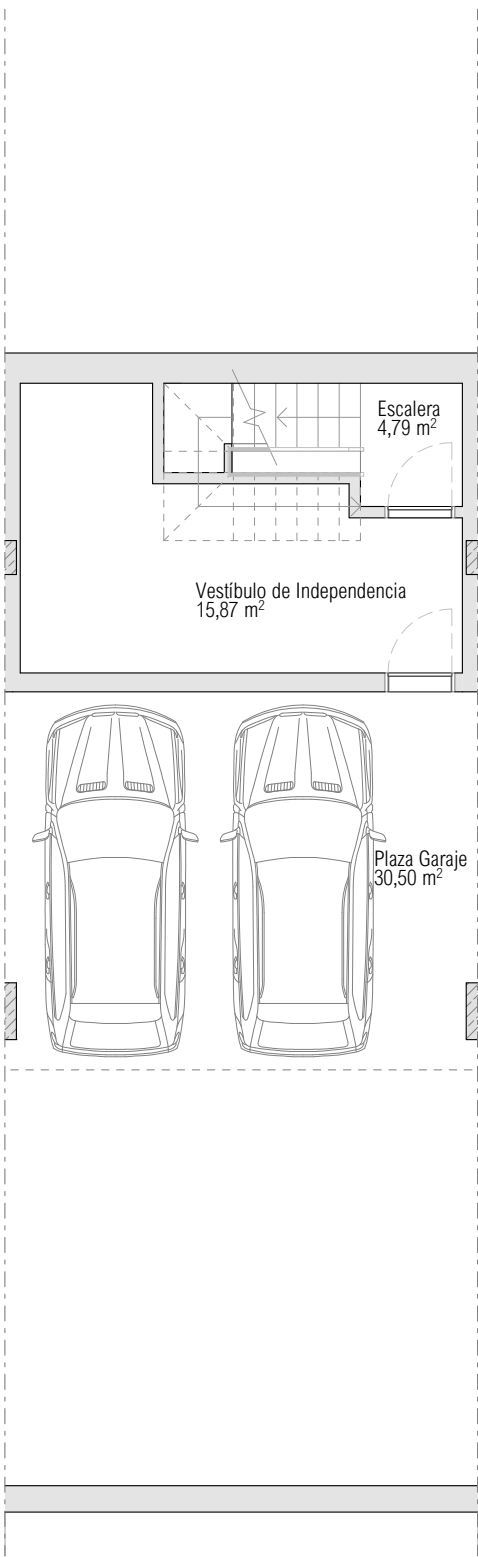 Escalera
4,79 m²
Vestíbulo de Independencia
15,87 m²
Plaza Garaje
30,50 m²